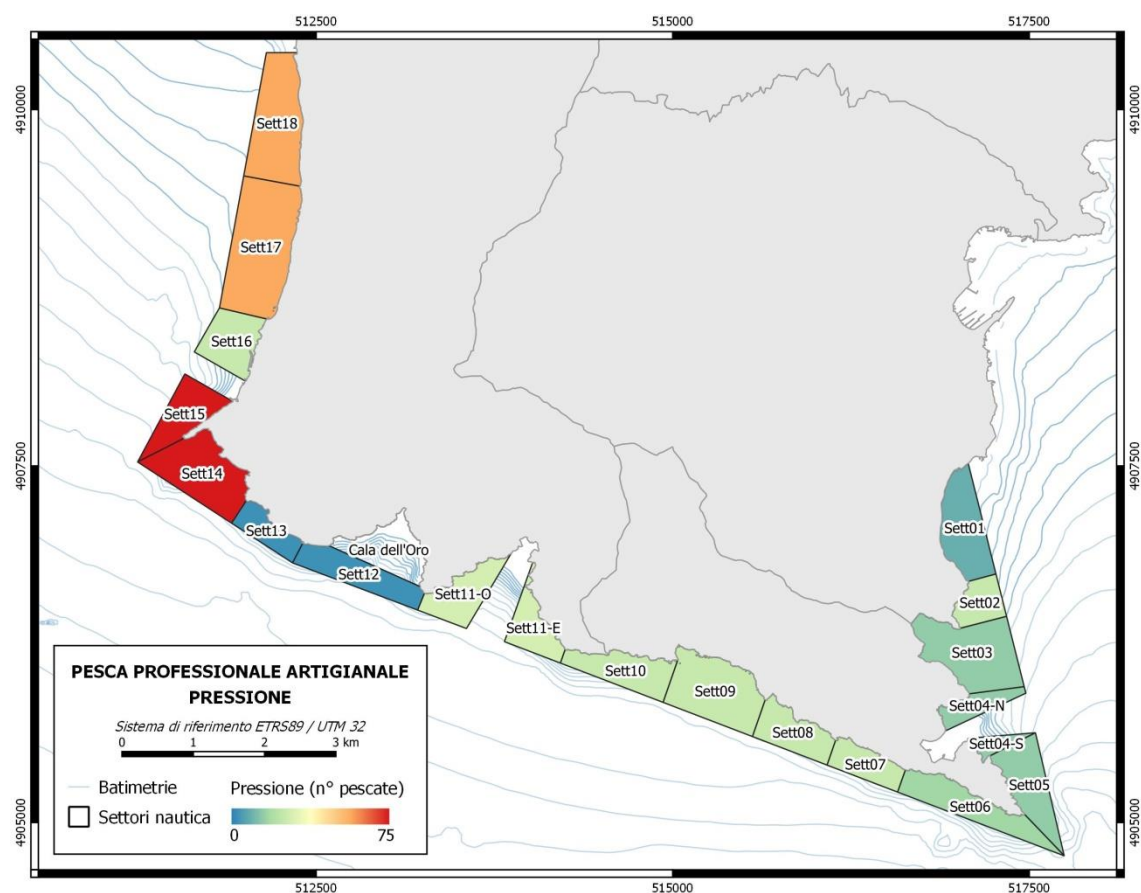 512500
515000
517500
4910000
4910000
Sett18
Sett17
Sett16
Sett15
Sett14
4907500
4907500
Sett13
Cala dell'Oro
Sett12
Sett11-O
Sett11-E
Sett01
Sett02
Sett03
Sett10
Sett09
Sett04-N
Sett08
Sett04-S
Sett07
Sett05
Sett06
4905000
4905000
PESCA PROFESSIONALE ARTIGIANALE
PRESSIONE
Sistema di riferimento ETRS89 / UTM 32
0 1 2 3 km
Batimetrie
Settori nautica
Pressione (n° pescate)
0 75
512500
515000
517500